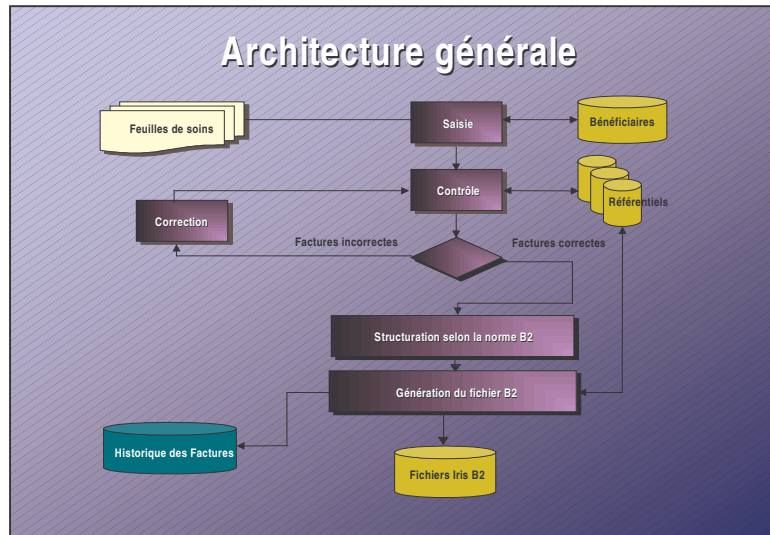 Architecture générale
Feuilles de soins
Saisie
Bénéficiaires
Contrôle
Référentiels
Correction
Factures incorrectes
Factures correctes
Structuration selon la norme B2
Génération du fichier B2
Historique des Factures
Fichiers Iris B2